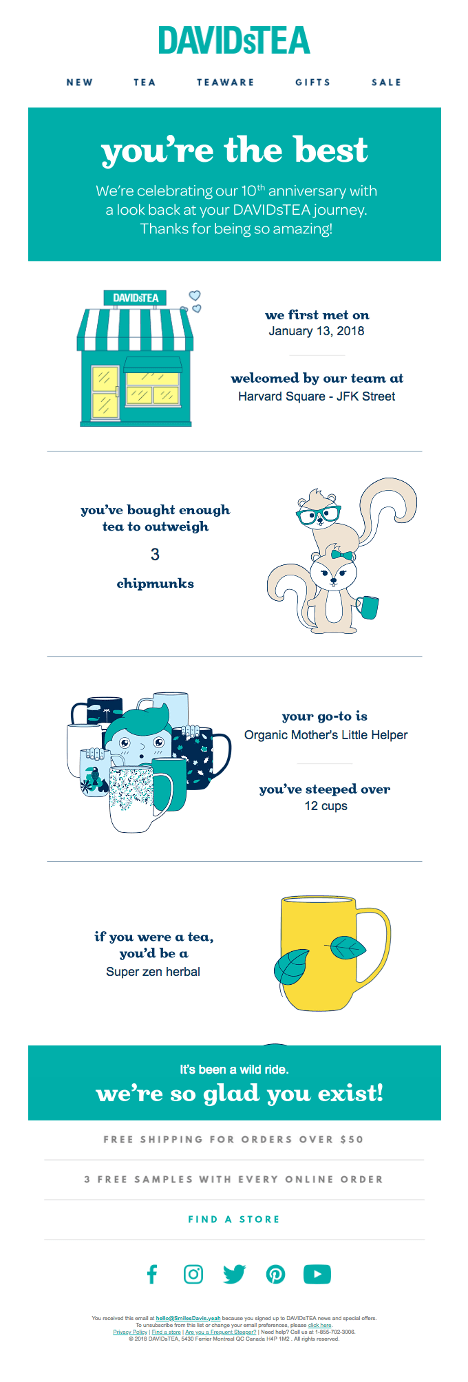 DAVIDsTEA
NEW TEA TEAWARE GIFTS SALE
you're the best
We're celebrating our 10th anniversary with
a look back at your DAVIDsTEA journey.
Thanks for being so amazing!
DAVIDsTEA
we first met on
January 13, 2018
welcomed by our team at
Harvard Square - JFK Street
you've bought enough
tea to outweigh
3
chipmunks
your go-to is
Organic Mother's Little Helper
you've steeped over
12 cups
if you were a tea,
you'd be a
Super zen herbal
It's been a wild ride.
we're so glad you exist!
FREE SHIPPING FOR ORDERS OVER $50
3 FREE SAMPLES WITH EVERY ONLINE ORDER
FIND A STORE
You received this email at hello@SmilesDavis.yeah because you signed up to DAVIDsTEA news and special offers.
To unsubscribe from this list or change your email preferences, please click here.
Privacy Policy | Find a store | Are you a Frequent Steeper? | Need help? Call us at 1-855-702-3006.
© 2018 DAVIDsTEA, 5430 Ferrier Montreal QC Canada H4P 1M2 . All rights reserved.